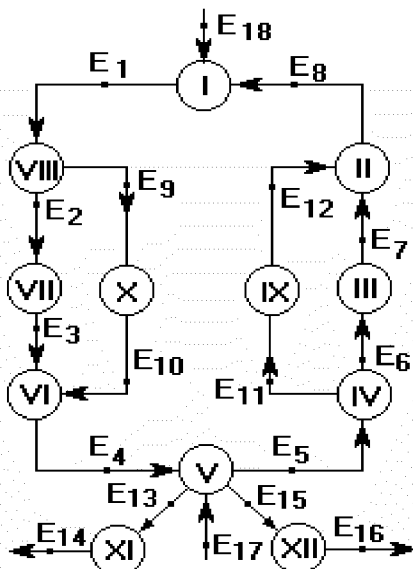 E18
E1 I E8
VIII II
E9 E12
E2 E7
VII X IX III
E3 E6
E10 E11
VI IV
E4 V E5
E13 E15
E14 E16
XI E17 XII